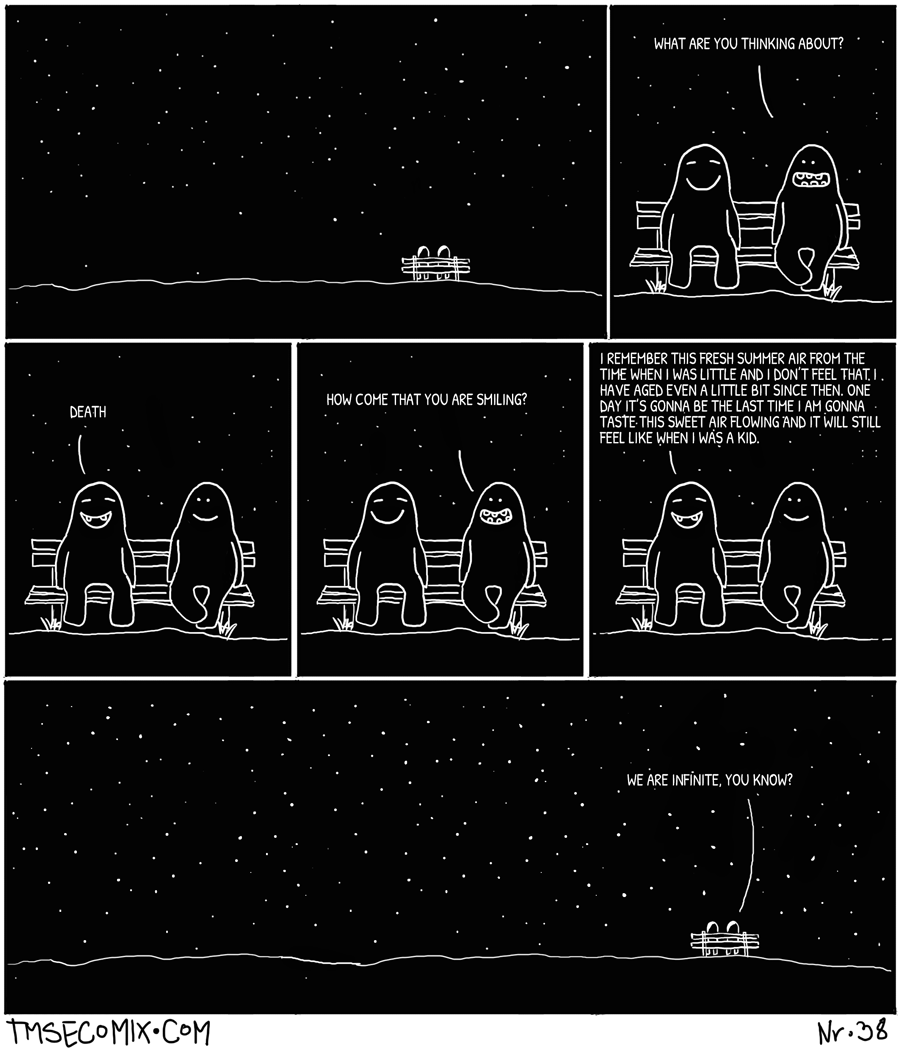 WHAT ARE YOU THINKING ABOUT?
DEATH
HOW COME THAT YOU ARE SMILING?
I REMEMBER THIS FRESH SUMMER AIR FROM THE
TIME WHEN I WAS LITTLE AND I DON'T FEEL THAT I
HAVE AGED EVEN A LITTLE BIT SINCE THEN. ONE
DAY IT'S GONNA BE THE LAST TIME I AM GONNA
TASTE THIS SWEET AIR FLOWING AND IT WILL STILL
FEEL LIKE WHEN I WAS A KID.
WE ARE INFINITE, YOU KNOW?
TMSECOMIX.COM
Nr.38